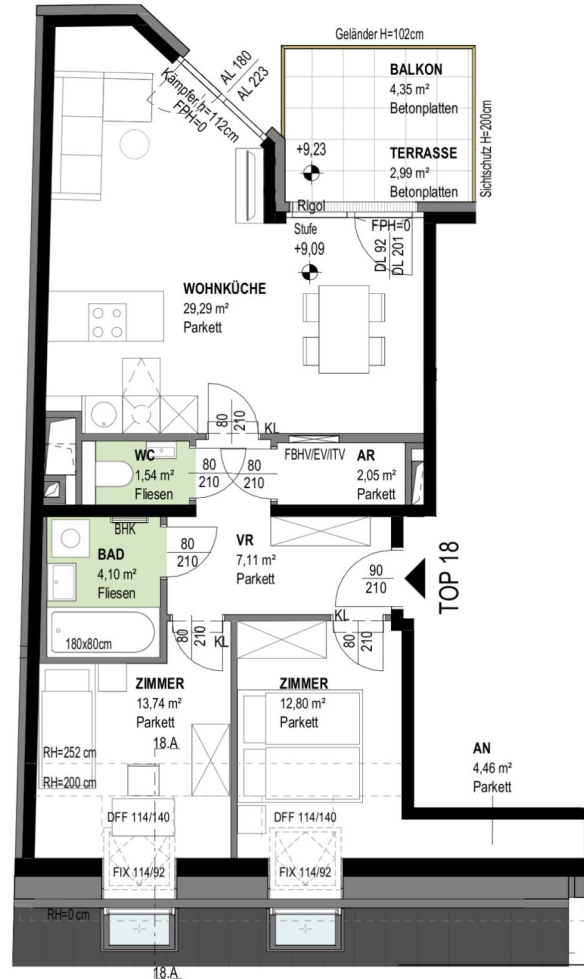 Geländer H=102cm
AL 180
AL 223
Kämpfer h=112cm
FPH=0
BALKON
4,35 m²
Betonplatten
Sichtschutz H=200cm
+9,23
TERRASSE
2,99 m²
Betonplatten
Rigol
Stufe
FPH=0
+9,09
DL 92
DL 201
WOHNKÜCHE
29,29 m²
Parkett
80
210
KL
WC
1,54 m²
Fliesen
80
210
80
210
FBHV/EV/ITV
AR
2,05 m²
Parkett
BHK
BAD
4,10 m²
Fliesen
80
210
VR
7,11 m²
Parkett
90
210
TOP 18
180x80cm
80
210
KL
80
210
KL
ZIMMER
13,74 m²
Parkett
18.A
ZIMMER
12,80 m²
Parkett
AN
4,46 m²
Parkett
RH=252 cm
RH=200 cm
DFF 114/140
DFF 114/140
FIX 114/92
FIX 114/92
RH=0 cm
18.A